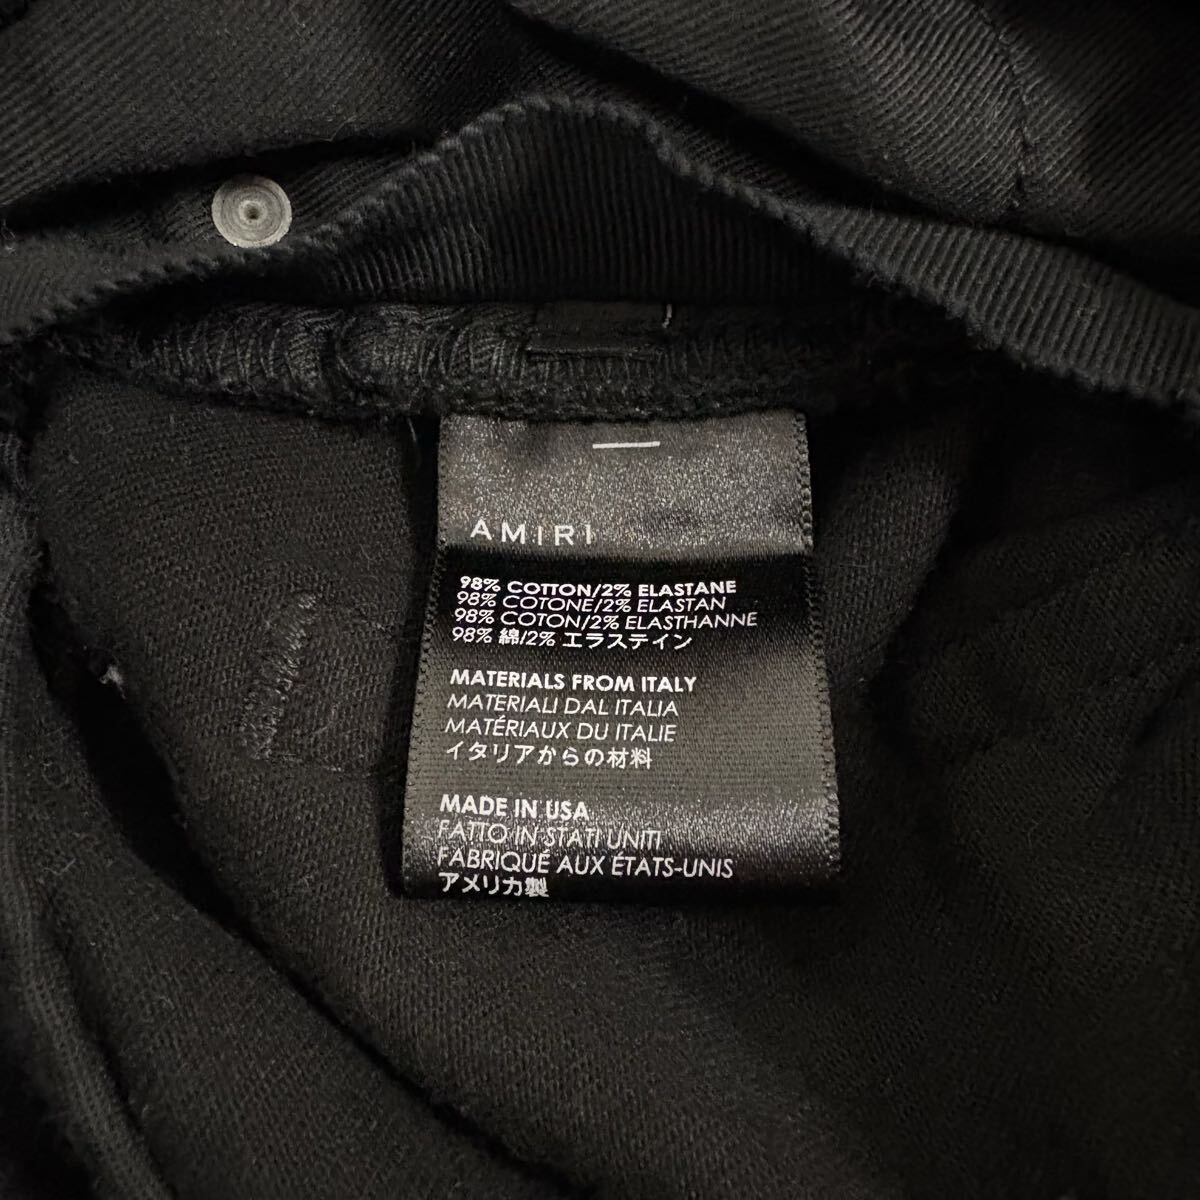 AMIRI
98% COTTON/2% ELASTANE
98% COTONE/2% ELASTAN
98% COTON/2% ELASTHANNE
98% 綿/2% エラステイン
MATERIALS FROM ITALY
MATERIALI DAL ITALIA
MATÉRIAUX DU ITALIE
イタリアからの材料
MADE IN USA
FATTO IN STATI UNITI
FABRIQUÉ AUX ÉTATS-UNIS
アメリカ製